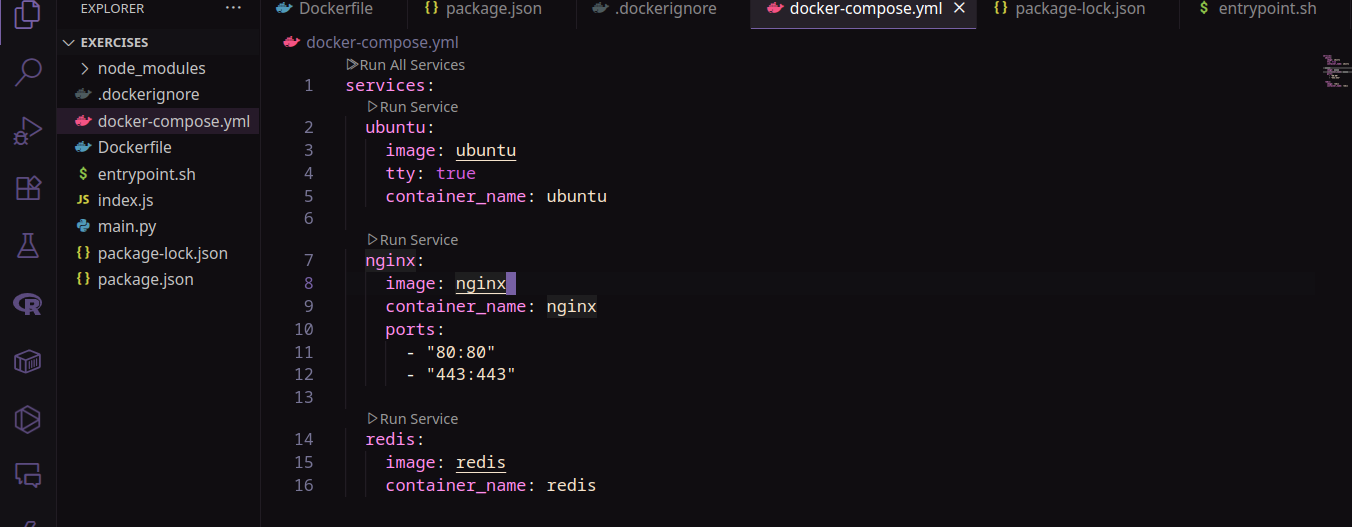 EXPLORER
EXERCISES
node_modules
.dockerignore
docker-compose.yml
Dockerfile
entrypoint.sh
JS index.js
main.py
{} package-lock.json
{} package.json
Dockerfile {} package.json .dockerignore docker-compose.yml {} package-lock.json $ entrypoint.sh
docker-compose.yml
Run All Services
1 services:
Run Service
2 ubuntu:
3 image: ubuntu
4 tty: true
5 container_name: ubuntu
6
Run Service
7 nginx:
8 image: nginx
9 container_name: nginx
10 ports:
11 - "80:80"
12 - "443:443"
13
Run Service
14 redis:
15 image: redis
16 container_name: redis